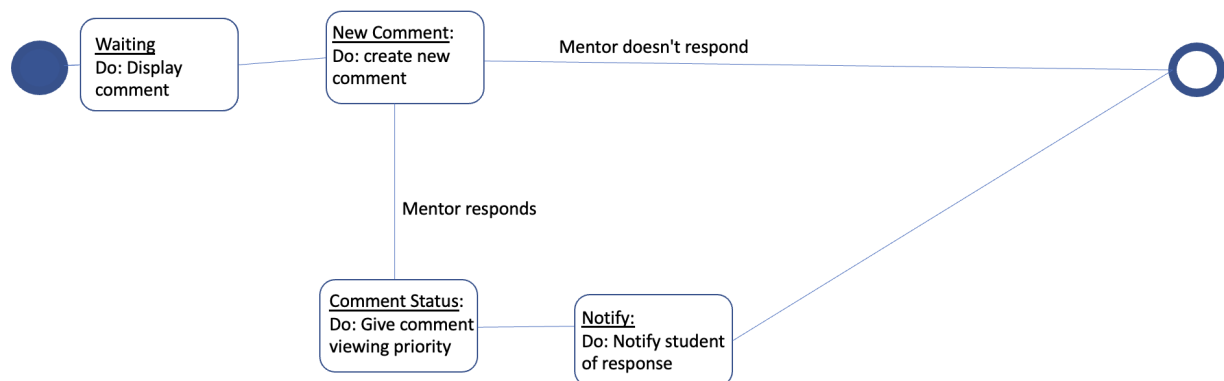 Waiting
Do: Display
comment
New Comment:
Do: create new
comment
Mentor doesn't respond
Mentor responds
Comment Status:
Do: Give comment
viewing priority
Notify:
Do: Notify student
of response